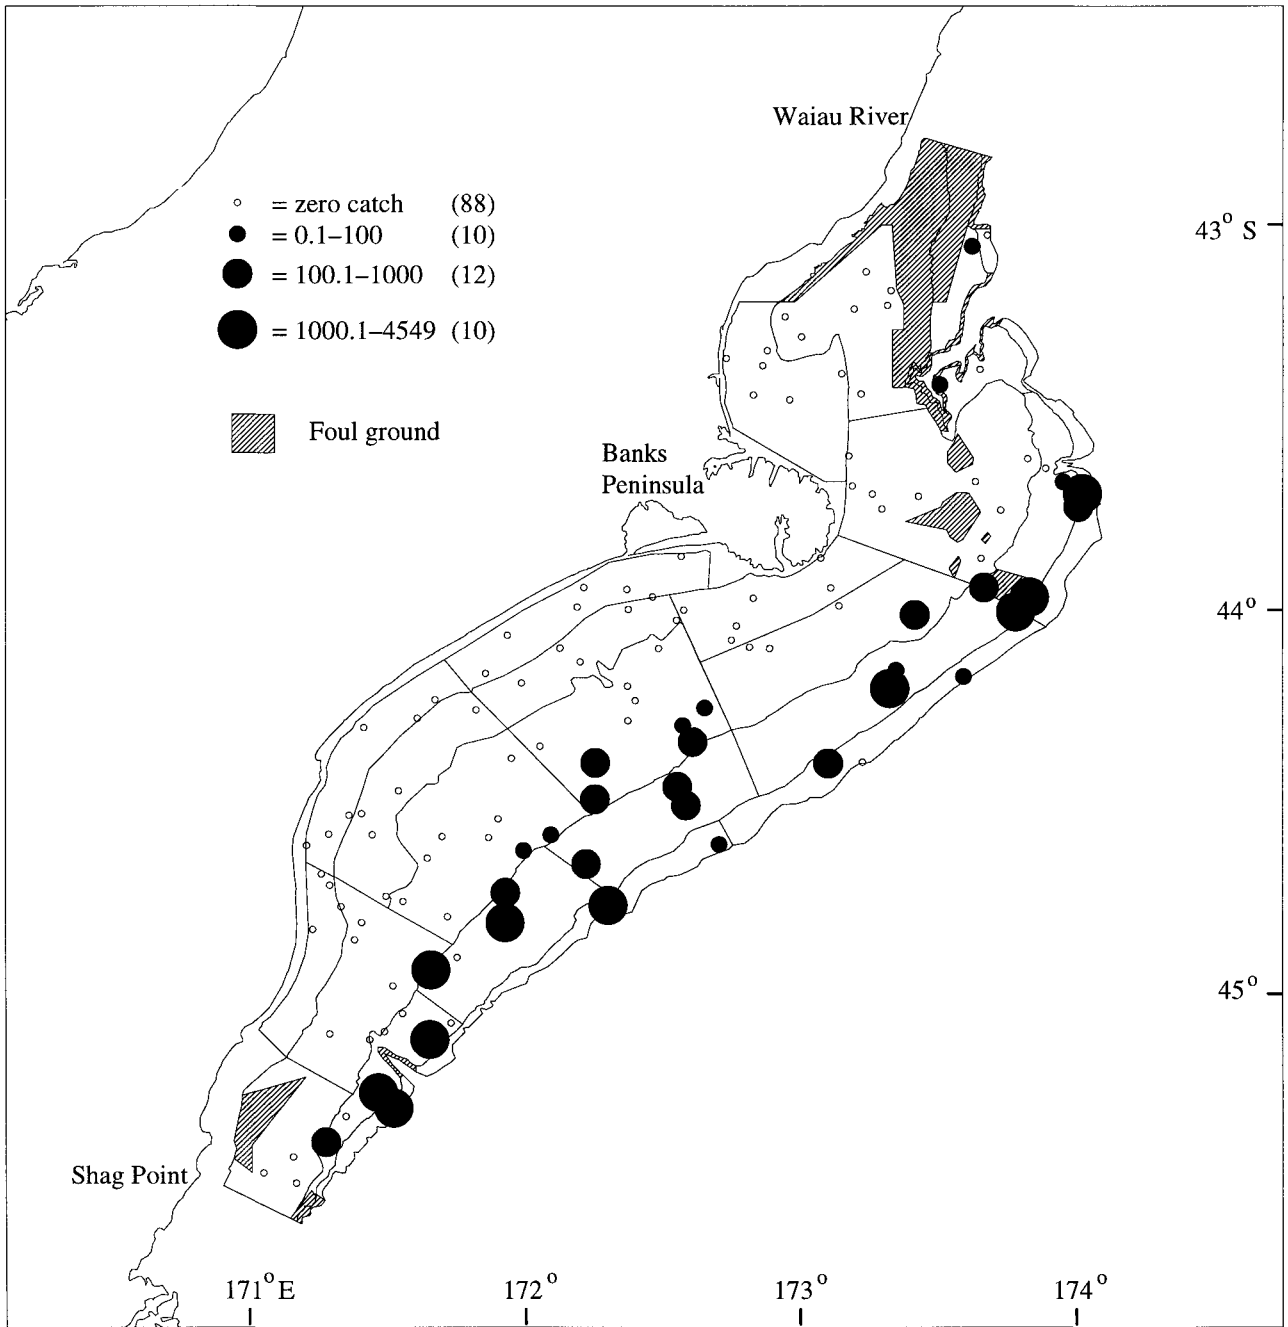 Waiau River
= zero catch (88)
= 0.1–100 (10)
= 100.1–1000 (12)
= 1000.1–4549 (10)
Foul ground
43° S
Banks
Peninsula
44°
45°
Shag Point
171° E 172° 173° 174°